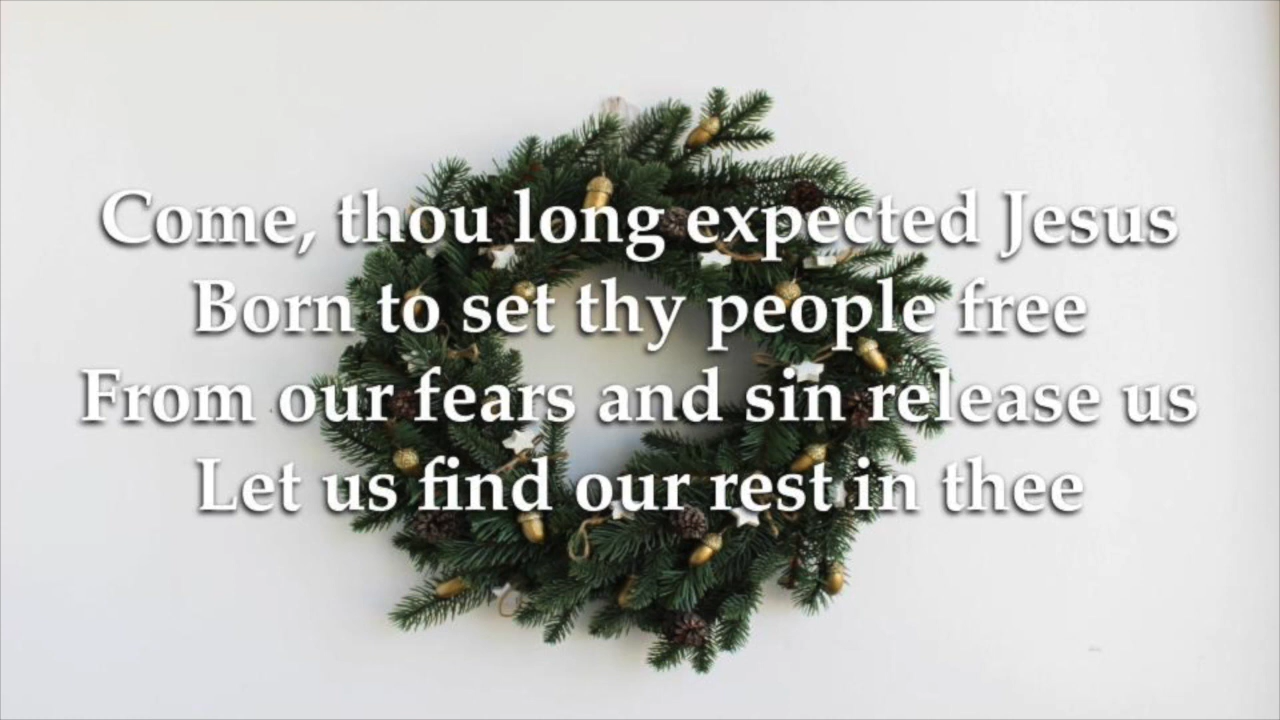 Come, thou long expected Jesus
Born to set thy people free
From our fears and sin release us
Let us find our rest in thee